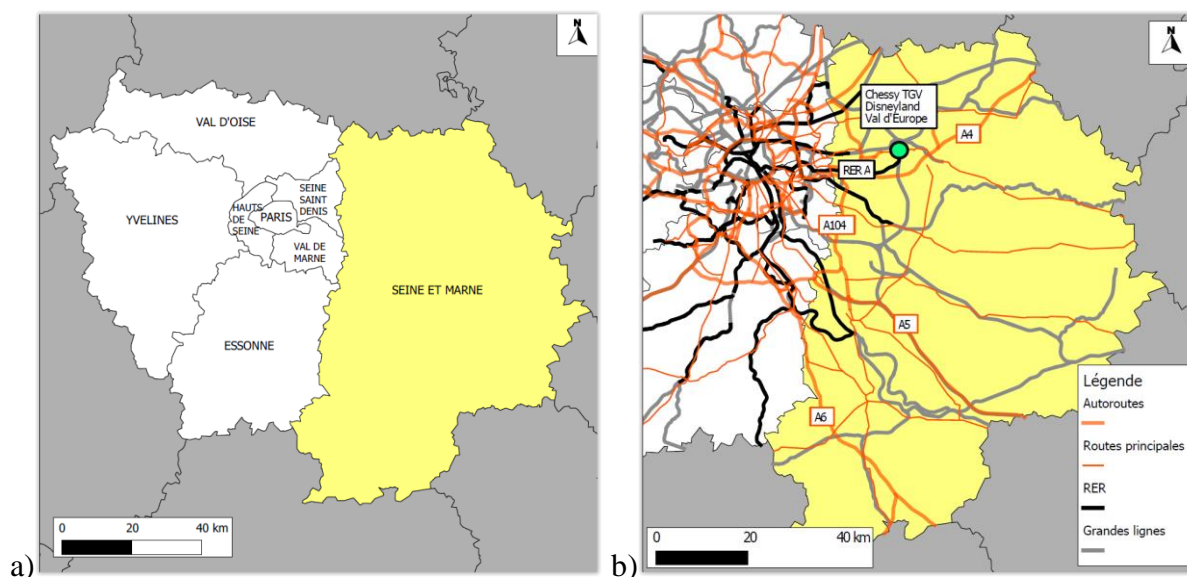 N
VAL D'OISE
YVELINES
HAUTS
DE
SEINE
PARIS
SEINE
SAINT
DENIS
VAL DE
MARNE
SEINE ET MARNE
ESSONNE
0 20 40 km
a)
N
Chessy TGV
Disneyland
Val d'Europe
A4
RER A
A104
A5
A6
Légende
Autoroutes
Routes principales
RER
Grandes lignes
0 20 40 km
b)